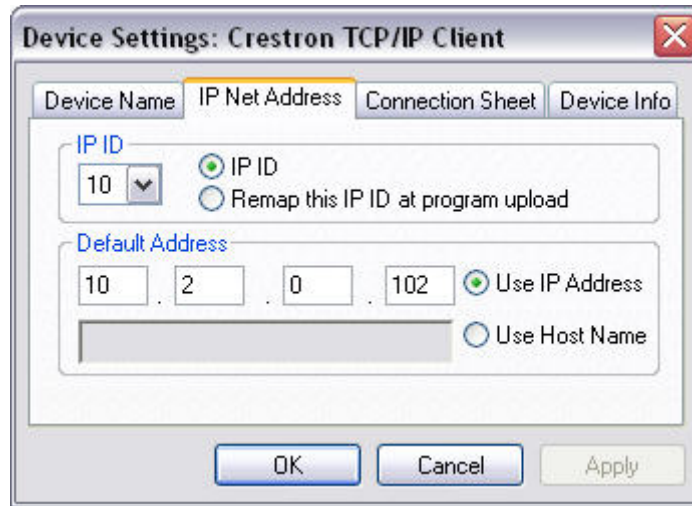 Device Settings: Crestron TCP/IP Client
Device Name IP Net Address Connection Sheet Device Info
IP ID
10 IP ID
Remap this IP ID at program upload
Default Address
10 . 2 . 0 . 102 Use IP Address
Use Host Name
OK Cancel Apply